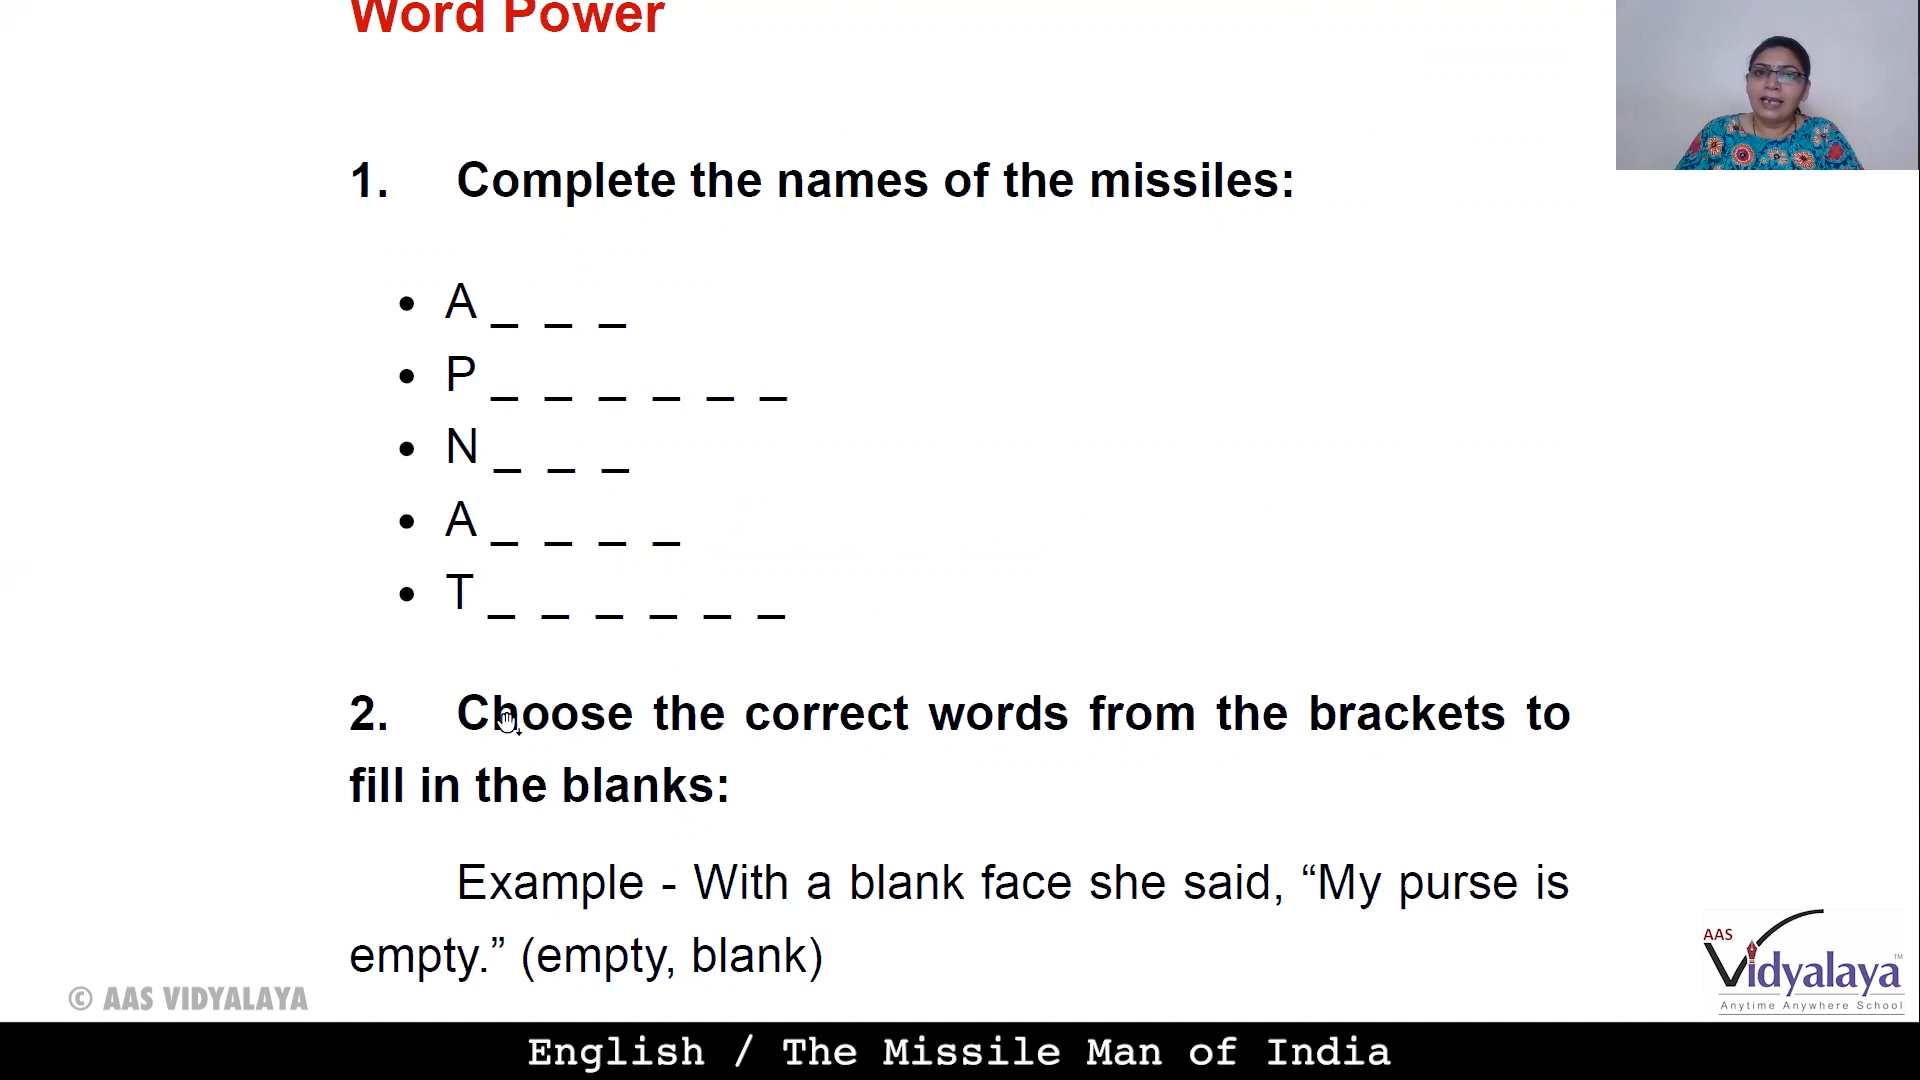 Word Power
1. Complete the names of the missiles:
• A _ _ _
• P _ _ _ _ _ _
• N _ _ _
• A _ _ _ _
• T _ _ _ _ _ _
2. Choose the correct words from the brackets to
fill in the blanks:
Example - With a blank face she said, “My purse is
empty.” (empty, blank)
AAS
Vidyalaya™
Anytime Anywhere School
© AAS VIDYALAYA
English / The Missile Man of India